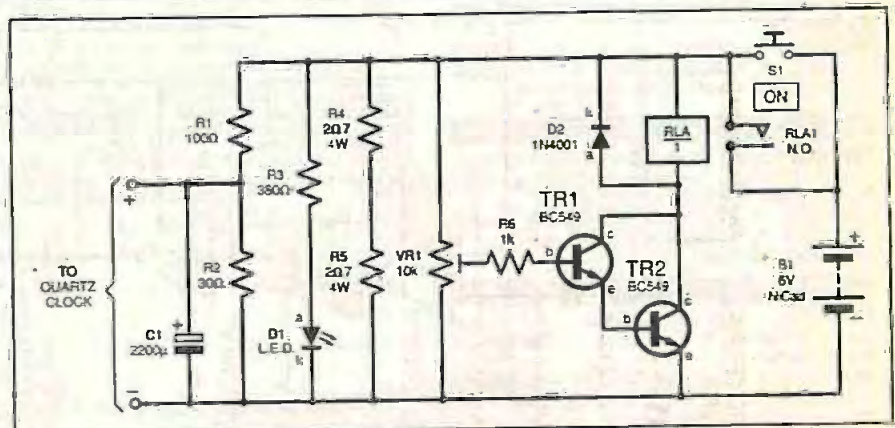 R1
100Ω
R2
30Ω
TO
QUARTZ
CLOCK
+
−
+
C1
2200µ
R3
a
D1
L.E.D.
k
R4
2Ω7
4W
R5
2Ω7
4W
VR1
10k
R6
1k
k
D2
1N4001
a
RLA
1
TR1
BC549
b
c
e
TR2
BC549
b
c
e
S1
ON
RLA1
N.O.
+
B1
6V
NiCad
−